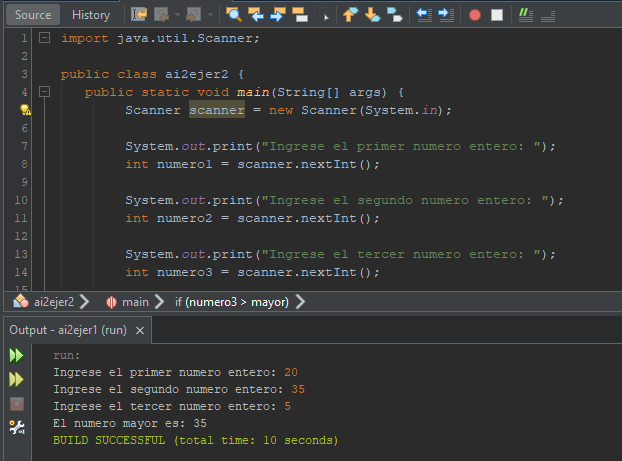 Source History
1 import java.util.Scanner;
2
3 public class ai2ejer2 {
4 public static void main(String[] args) {
Scanner scanner = new Scanner(System.in);
6
7 System.out.print("Ingrese el primer numero entero: ");
8 int numero1 = scanner.nextInt();
9
10 System.out.print("Ingrese el segundo numero entero: ");
11 int numero2 = scanner.nextInt();
12
13 System.out.print("Ingrese el tercer numero entero: ");
14 int numero3 = scanner.nextInt();
15
ai2ejer2 main if (numero3 > mayor)
Output - ai2ejer1 (run) ×
run:
Ingrese el primer numero entero: 20
Ingrese el segundo numero entero: 35
Ingrese el tercer numero entero: 5
El numero mayor es: 35
BUILD SUCCESSFUL (total time: 10 seconds)